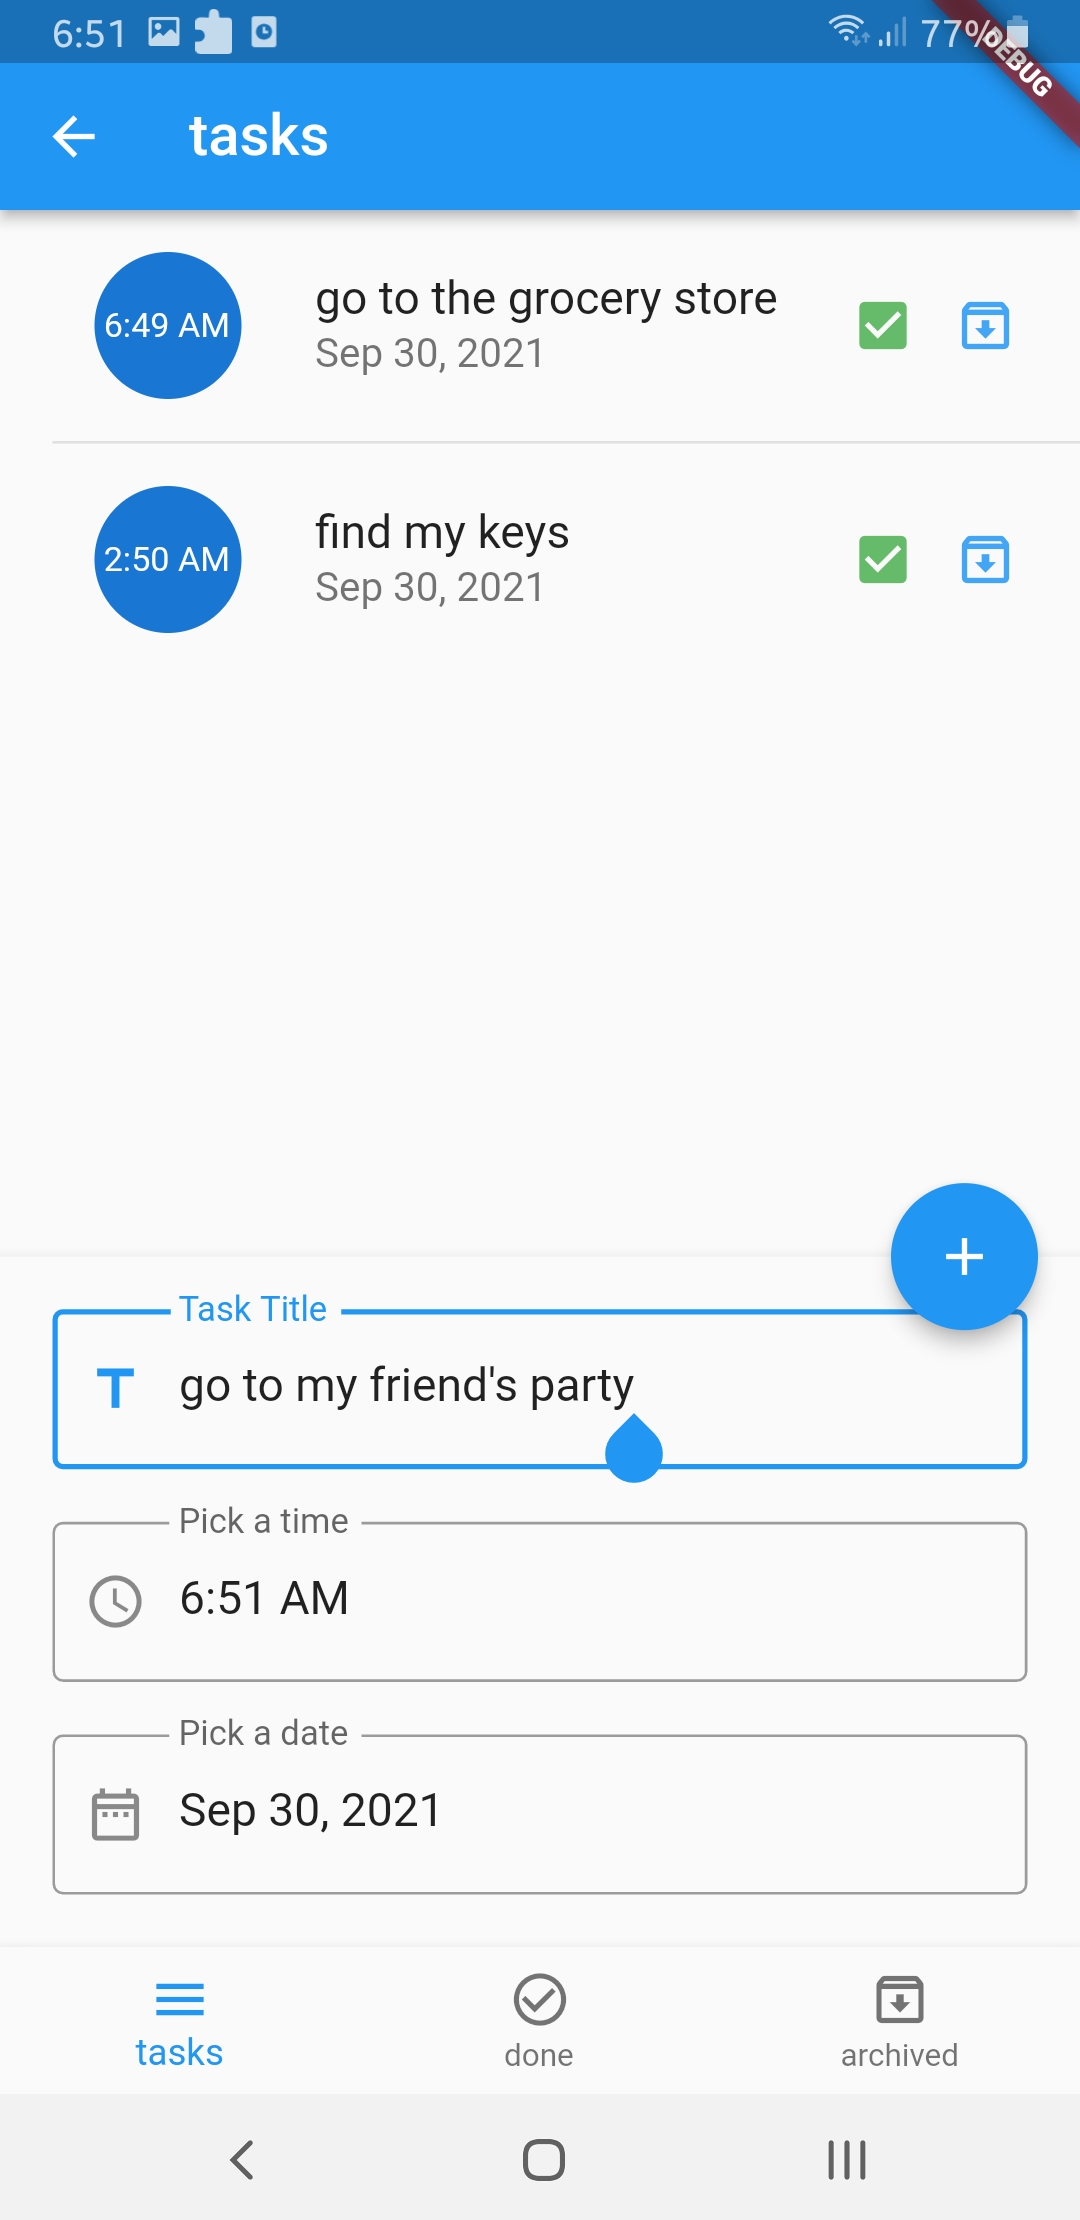 6:51 77%
DEBUG
tasks
6:49 AM
go to the grocery store
Sep 30, 2021
2:50 AM
find my keys
Sep 30, 2021
Task Title
go to my friend's party
Pick a time
6:51 AM
Pick a date
Sep 30, 2021
tasks done archived